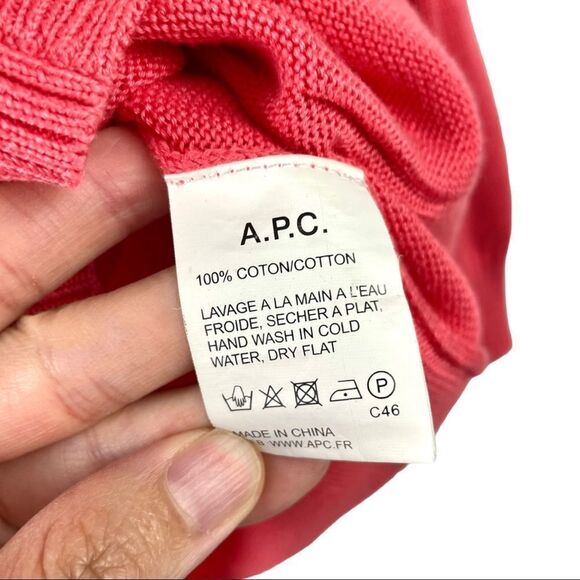 A.P.C.
100% COTON/COTTON
LAVAGE A LA MAIN A L'EAU
FROIDE, SECHER A PLAT,
HAND WASH IN COLD
WATER, DRY FLAT
P
C46
MADE IN CHINA
WWW.APC.FR